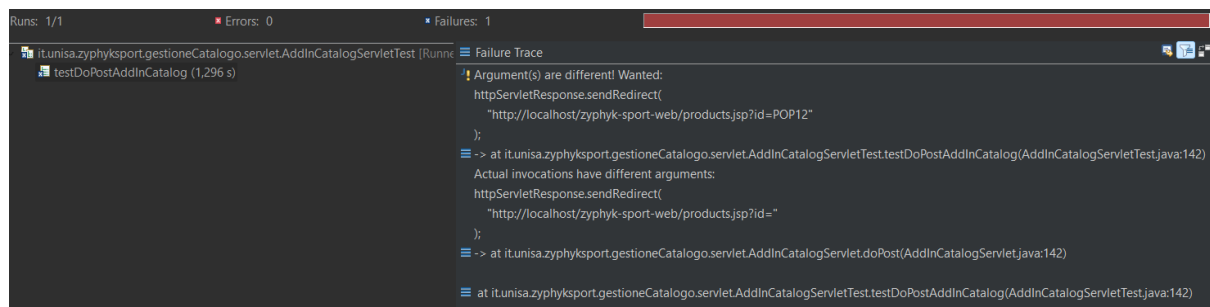 Runs: 1/1 Errors: 0 Failures: 1
it.unisa.zyphyksport.gestioneCatalogo.servlet.AddInCatalogServletTest [Runne
testDoPostAddInCatalog (1,296 s)
Failure Trace
Argument(s) are different! Wanted:
httpServletResponse.sendRedirect(
"http://localhost/zyphyk-sport-web/products.jsp?id=POP12"
);
-> at it.unisa.zyphyksport.gestioneCatalogo.servlet.AddInCatalogServletTest.testDoPostAddInCatalog(AddInCatalogServletTest.java:142)
Actual invocations have different arguments:
httpServletResponse.sendRedirect(
"http://localhost/zyphyk-sport-web/products.jsp?id="
);
-> at it.unisa.zyphyksport.gestioneCatalogo.servlet.AddInCatalogServlet.doPost(AddInCatalogServlet.java:142)
at it.unisa.zyphyksport.gestioneCatalogo.servlet.AddInCatalogServletTest.testDoPostAddInCatalog(AddInCatalogServletTest.java:142)